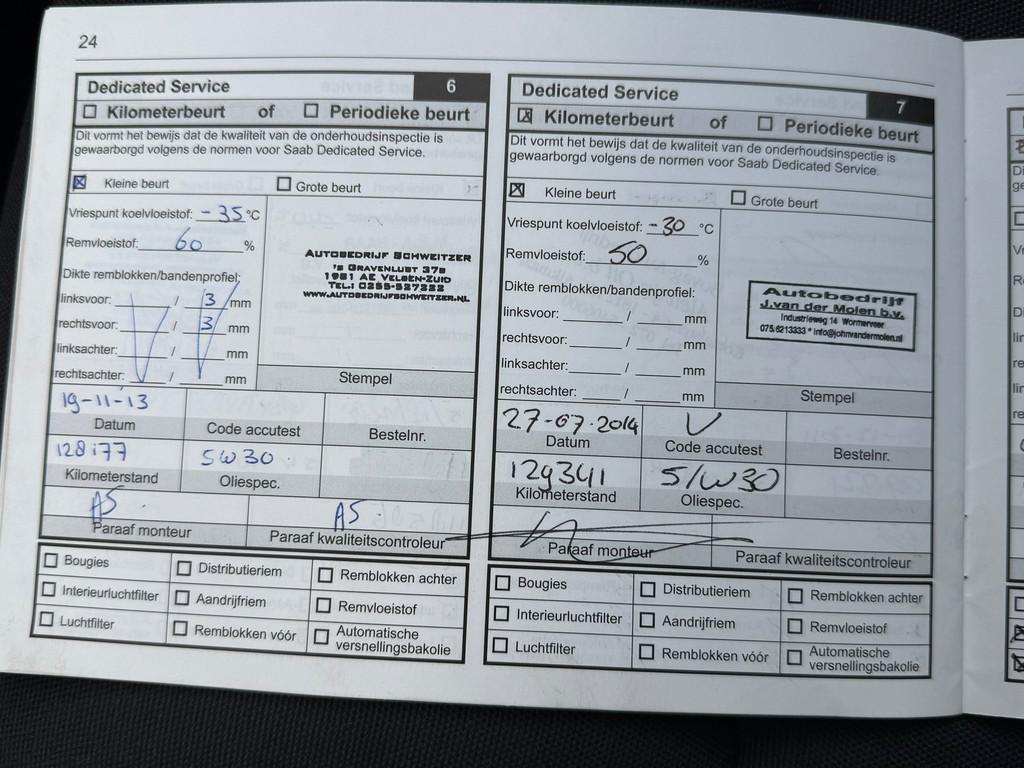 24
Dedicated Service 6
Kilometerbeurt of Periodieke beurt
Dit vormt het bewijs dat de kwaliteit van de onderhoudsinspectie is
gewaarborgd volgens de normen voor Saab Dedicated Service.
Kleine beurt Grote beurt
Vriespunt koelvloeistof: -35 °C
Remvloeistof: 60 %
Dikte remblokken/bandenprofiel:
linksvoor: / 3 mm
rechtsvoor: / 3 mm
linksachter: / mm
rechtsachter: / mm
AUTOBEDRIJF SCHWEITZER
'S GRAVENLUST 37B
1981 AE VELSEN-ZUID
TEL.: 0255-527222
WWW.AUTOBEDRIJFSCHWEITZER.NL
Stempel
19-11-13
Datum Code accutest Bestelnr.
128177 5W30
Kilometerstand Oliespec.
AS AS
Paraaf monteur Paraaf kwaliteitscontroleur
Bougies Distributieriem Remblokken achter
Interieurluchtfilter Aandrijfriem Remvloeistof
Luchtfilter Remblokken vóór Automatische
versnellingsbakolie
Dedicated Service 7
Kilometerbeurt of Periodieke beurt
Dit vormt het bewijs dat de kwaliteit van de onderhoudsinspectie is
gewaarborgd volgens de normen voor Saab Dedicated Service.
Kleine beurt Grote beurt
Vriespunt koelvloeistof: -30 °C
Remvloeistof: 50 %
Dikte remblokken/bandenprofiel:
linksvoor: / mm
rechtsvoor: / mm
linksachter: / mm
rechtsachter: / mm
Autobedrijf
J.van der Molen b.v.
Industrieweg 14 Wormerveer
075.6213333 * info@johnvandermolen.nl
Stempel
27-07-2014 V
Datum Code accutest Bestelnr.
129341 5/W30
Kilometerstand Oliespec.
Paraaf monteur Paraaf kwaliteitscontroleur
Bougies Distributieriem Remblokken achter
Interieurluchtfilter Aandrijfriem Remvloeistof
Luchtfilter Remblokken vóór Automatische
versnellingsbakolie